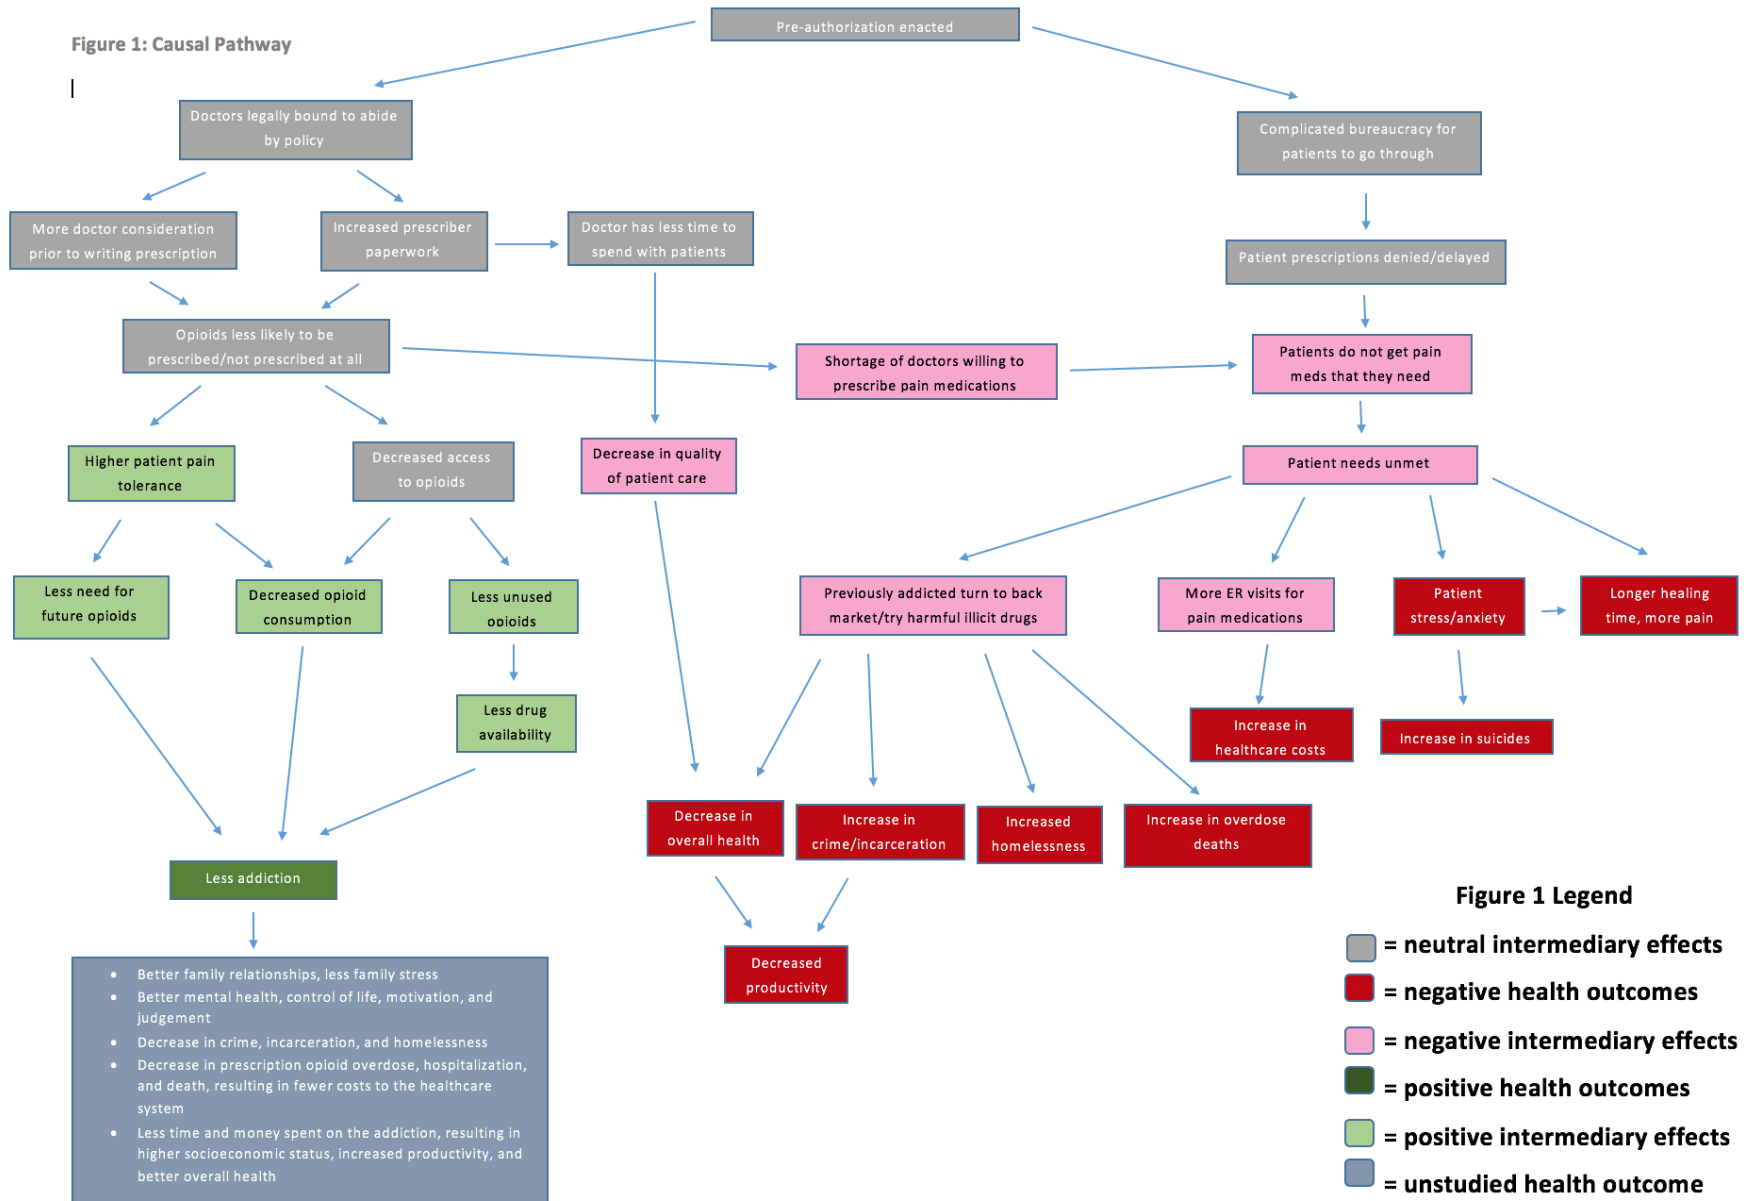 Pre-authorization enacted
Figure 1: Causal Pathway
Doctors legally bound to abide
by policy
Complicated bureaucracy for
patients to go through
More doctor consideration
prior to writing prescription
Increased prescriber
paperwork
Doctor has less time to
spend with patients
Patient prescriptions denied/delayed
Opioids less likely to be
prescribed/not prescribed at all
Shortage of doctors willing to
prescribe pain medications
Patients do not get pain
meds that they need
Higher patient pain
tolerance
Decreased access
to opioids
Decrease in quality
of patient care
Patient needs unmet
Less need for
future opioids
Decreased opioid
consumption
Less unused
opioids
Previously addicted turn to back
market/try harmful illicit drugs
More ER visits for
pain medications
Patient
stress/anxiety
Longer healing
time, more pain
Less drug
availability
Increase in
healthcare costs
Increase in suicides
Decrease in
overall health
Increase in
crime/incarceration
Increased
homelessness
Increase in overdose
deaths
Less addiction
Decreased
productivity
• Better family relationships, less family stress
• Better mental health, control of life, motivation, and
judgement
• Decrease in crime, incarceration, and homelessness
• Decrease in prescription opioid overdose, hospitalization,
and death, resulting in fewer costs to the healthcare
system
• Less time and money spent on the addiction, resulting in
higher socioeconomic status, increased productivity, and
better overall health
Figure 1 Legend
= neutral intermediary effects
= negative health outcomes
= negative intermediary effects
= positive health outcomes
= positive intermediary effects
= unstudied health outcome